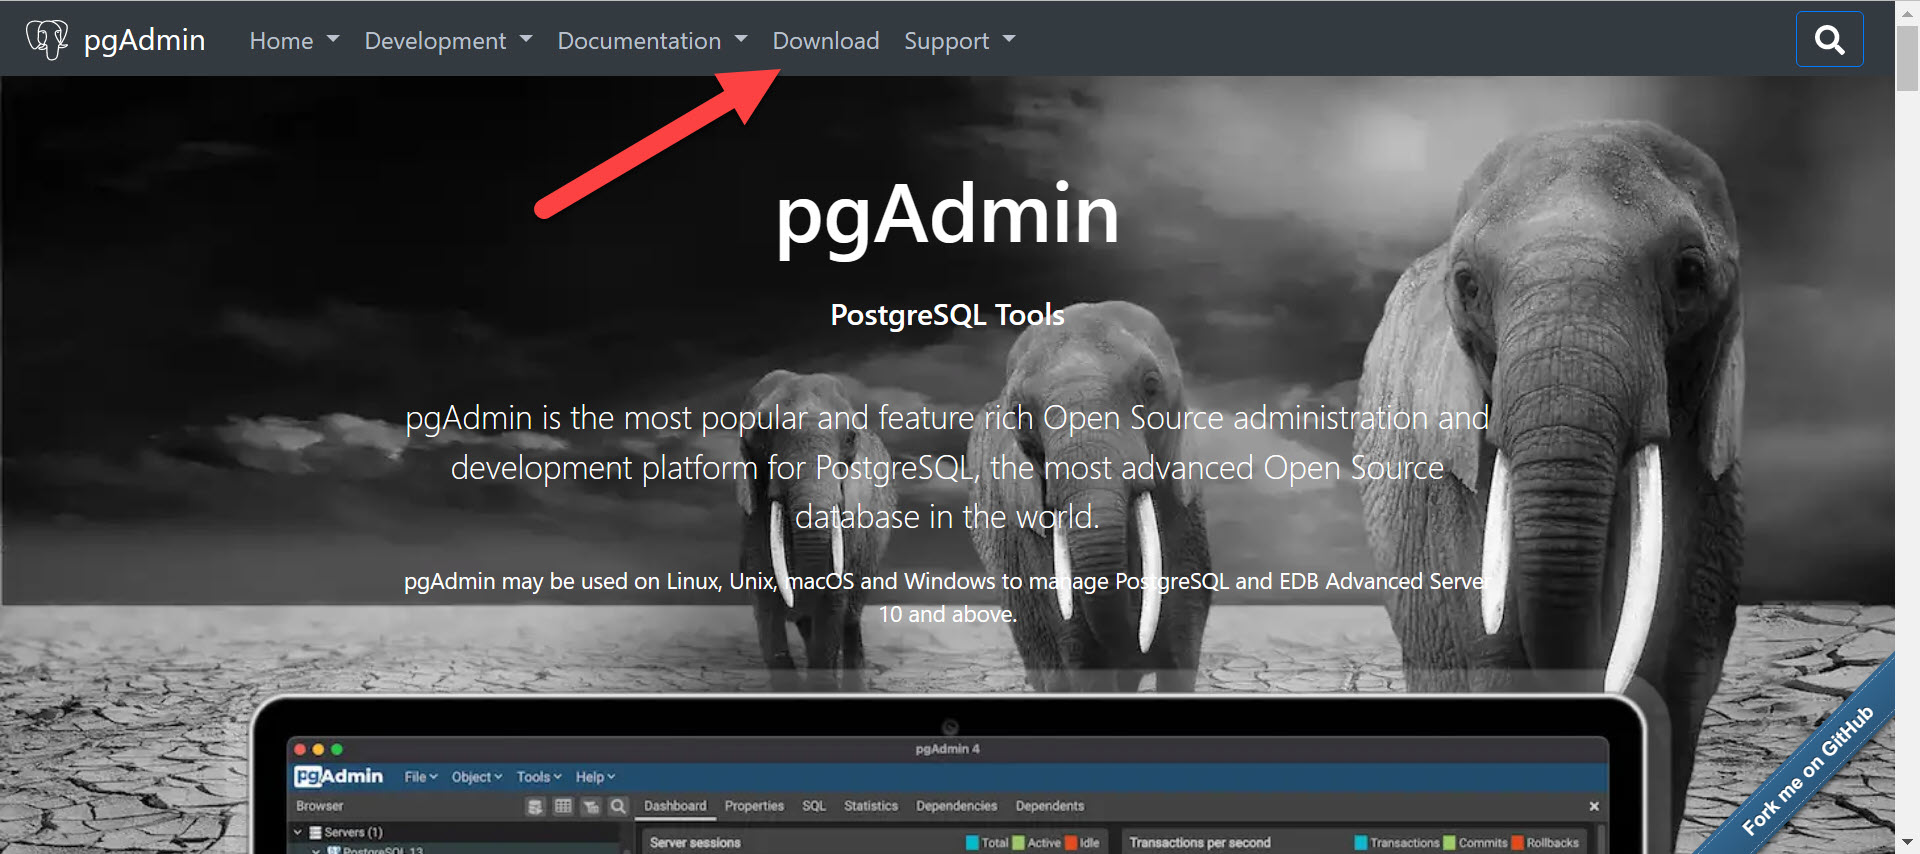 pgAdmin Home Development Documentation Download Support
pgAdmin
PostgreSQL Tools
pgAdmin is the most popular and feature rich Open Source administration and
development platform for PostgreSQL, the most advanced Open Source
database in the world.
pgAdmin may be used on Linux, Unix, macOS and Windows to manage PostgreSQL and EDB Advanced Server
10 and above.
Fork me on GitHub
pgAdmin 4
pgAdmin File Object Tools Help
Browser Dashboard Properties SQL Statistics Dependencies Dependents
Servers (1)
PostgreSQL 13
Server sessions Total Active Idle Transactions per second Transactions Commits Rollbacks